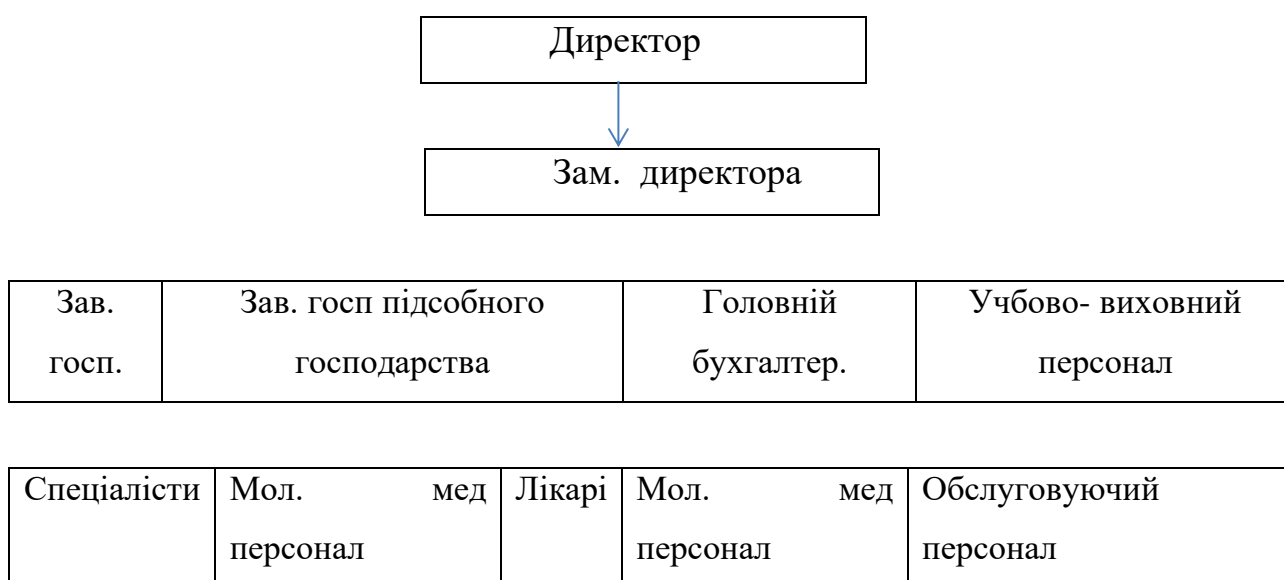 Директор
Зам. директора
Зав. Зав. госп підсобного Головній Учбово- виховний
госп. господарства бухгалтер. персонал
Спеціалісти Мол. мед Лікарі Мол. мед Обслуговуючий
персонал персонал персонал